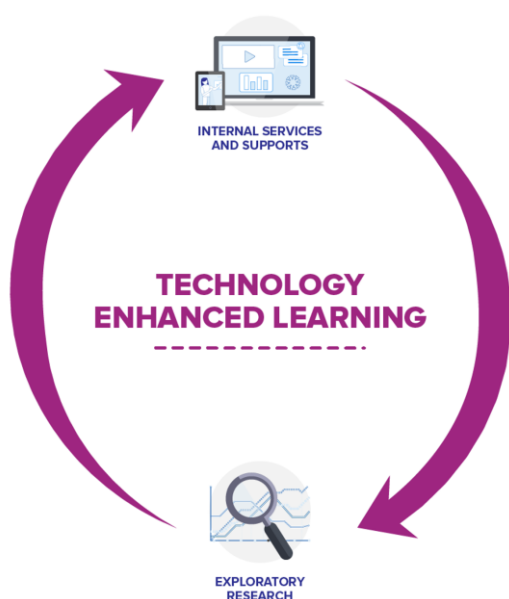 INTERNAL SERVICES
AND SUPPORTS
TECHNOLOGY
ENHANCED LEARNING
EXPLORATORY
RESEARCH